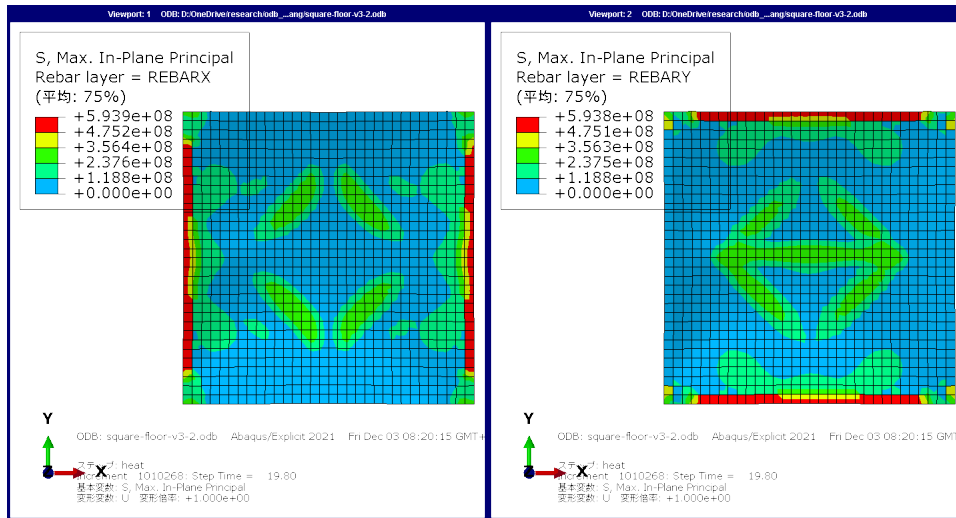 Viewport: 1 ODB: D:/OneDrive/research/odb_...ang/square-floor-v3-2.odb
S, Max. In-Plane Principal
Rebar layer = REBARX
(平均: 75%)
+5.939e+08
+4.752e+08
+3.564e+08
+2.376e+08
+1.188e+08
+0.000e+00
Y
X
ODB: square-floor-v3-2.odb Abaqus/Explicit 2021 Fri Dec 03 08:20:15 GMT+
ステップ: heat
Increment 1010268: Step Time = 19.80
基本変数: S, Max. In-Plane Principal
変形変数: U 変形倍率: +1.000e+00
Viewport: 2 ODB: D:/OneDrive/research/odb_...ang/square-floor-v3-2.odb
S, Max. In-Plane Principal
Rebar layer = REBARY
(平均: 75%)
+5.938e+08
+4.751e+08
+3.563e+08
+2.375e+08
+1.188e+08
+0.000e+00
Y
X
ODB: square-floor-v3-2.odb Abaqus/Explicit 2021 Fri Dec 03 08:20:15 GM
ステップ: heat
Increment 1010268: Step Time = 19.80
基本変数: S, Max. In-Plane Principal
変形変数: U 変形倍率: +1.000e+00